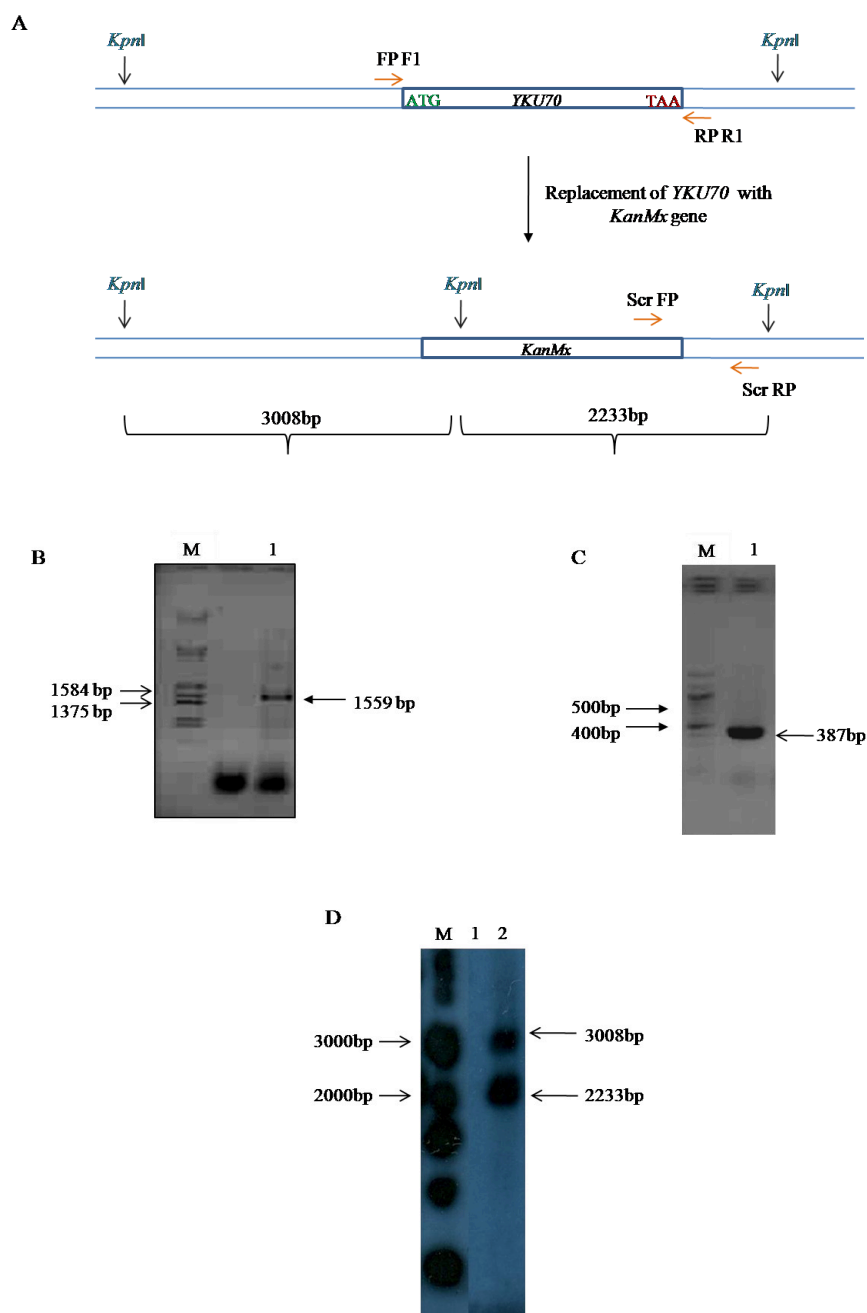 A
KpnI
KpnI
FP F1
ATG YKU70 TAA
RP R1
Replacement of YKU70 with
KanMx gene
KpnI
KpnI
KpnI
Scr FP
KanMx
Scr RP
3008bp
2233bp
B
M 1
1584 bp
1375 bp
1559 bp
C
M 1
500bp
400bp
387bp
D
M 1 2
3000bp
3008bp
2000bp
2233bp